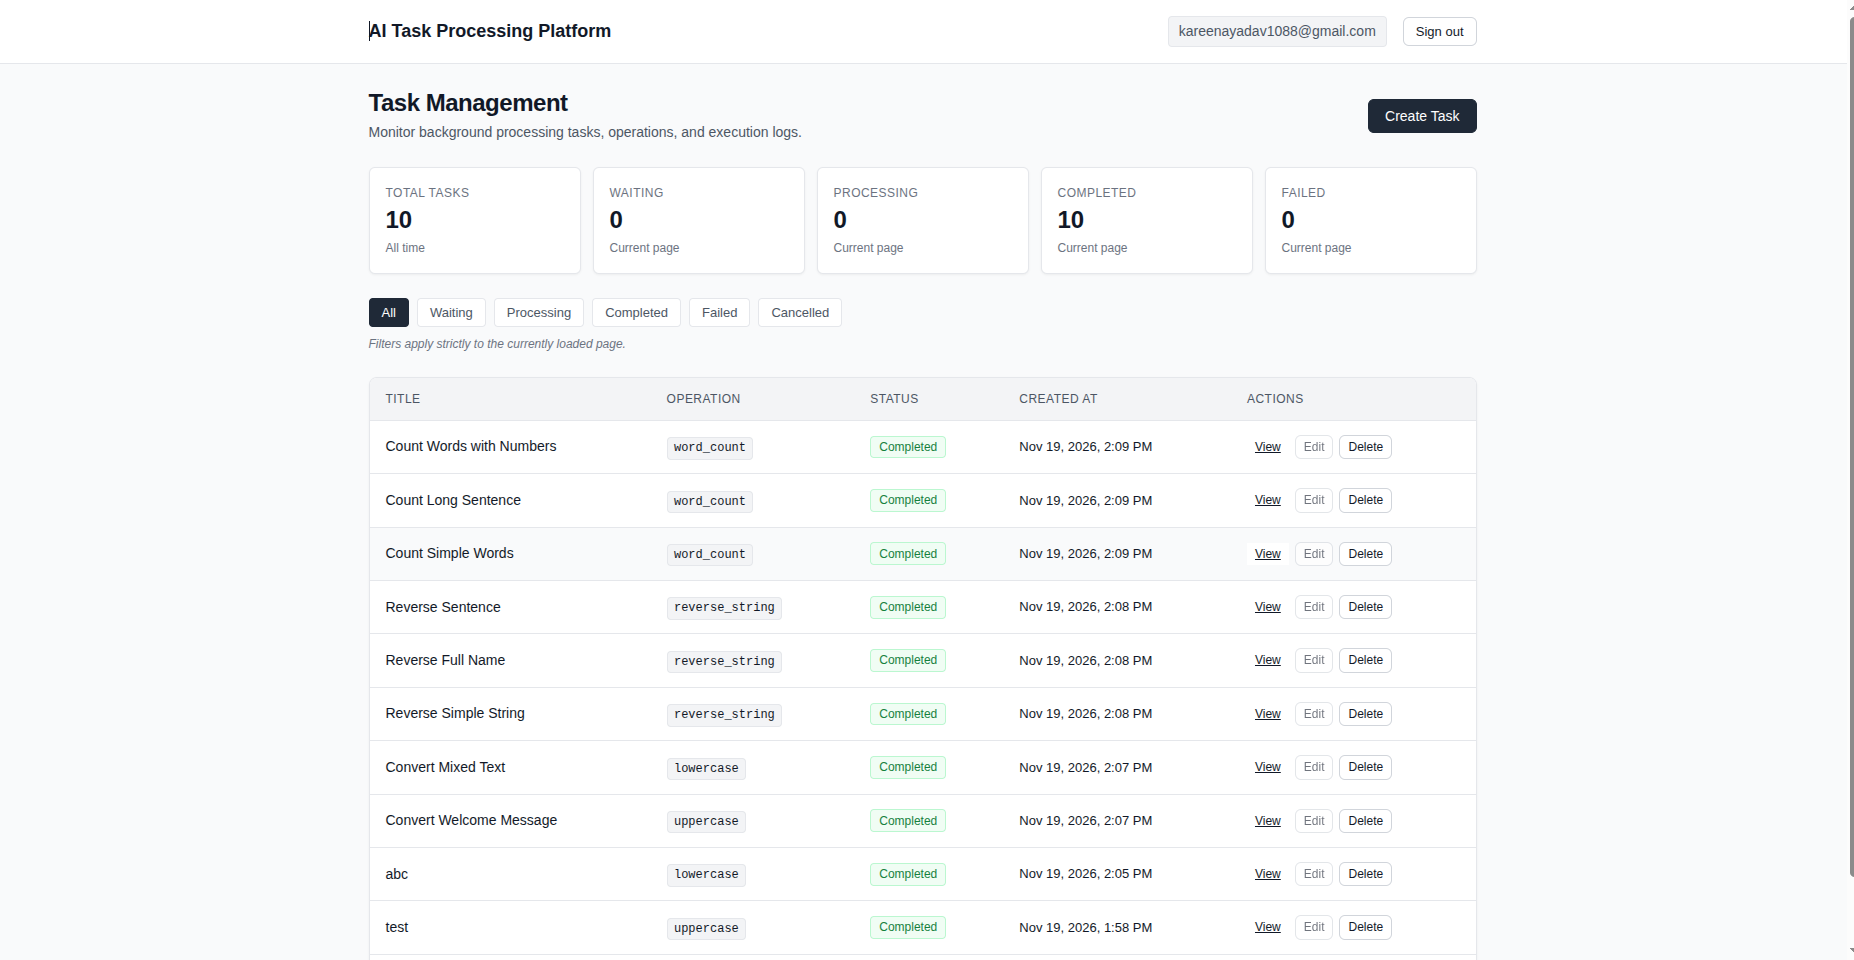 AI Task Processing Platform kareenayadav1088@gmail.com Sign out
Task Management
Monitor background processing tasks, operations, and execution logs.
Create Task
TOTAL TASKS WAITING PROCESSING COMPLETED FAILED
10 0 0 10 0
All time Current page Current page Current page Current page
All Waiting Processing Completed Failed Cancelled
Filters apply strictly to the currently loaded page.
TITLE OPERATION STATUS CREATED AT ACTIONS
Count Words with Numbers word_count Completed Nov 19, 2026, 2:09 PM View Edit Delete
Count Long Sentence word_count Completed Nov 19, 2026, 2:09 PM View Edit Delete
Count Simple Words word_count Completed Nov 19, 2026, 2:09 PM View Edit Delete
Reverse Sentence reverse_string Completed Nov 19, 2026, 2:08 PM View Edit Delete
Reverse Full Name reverse_string Completed Nov 19, 2026, 2:08 PM View Edit Delete
Reverse Simple String reverse_string Completed Nov 19, 2026, 2:08 PM View Edit Delete
Convert Mixed Text lowercase Completed Nov 19, 2026, 2:07 PM View Edit Delete
Convert Welcome Message uppercase Completed Nov 19, 2026, 2:07 PM View Edit Delete
abc lowercase Completed Nov 19, 2026, 2:05 PM View Edit Delete
test uppercase Completed Nov 19, 2026, 1:58 PM View Edit Delete